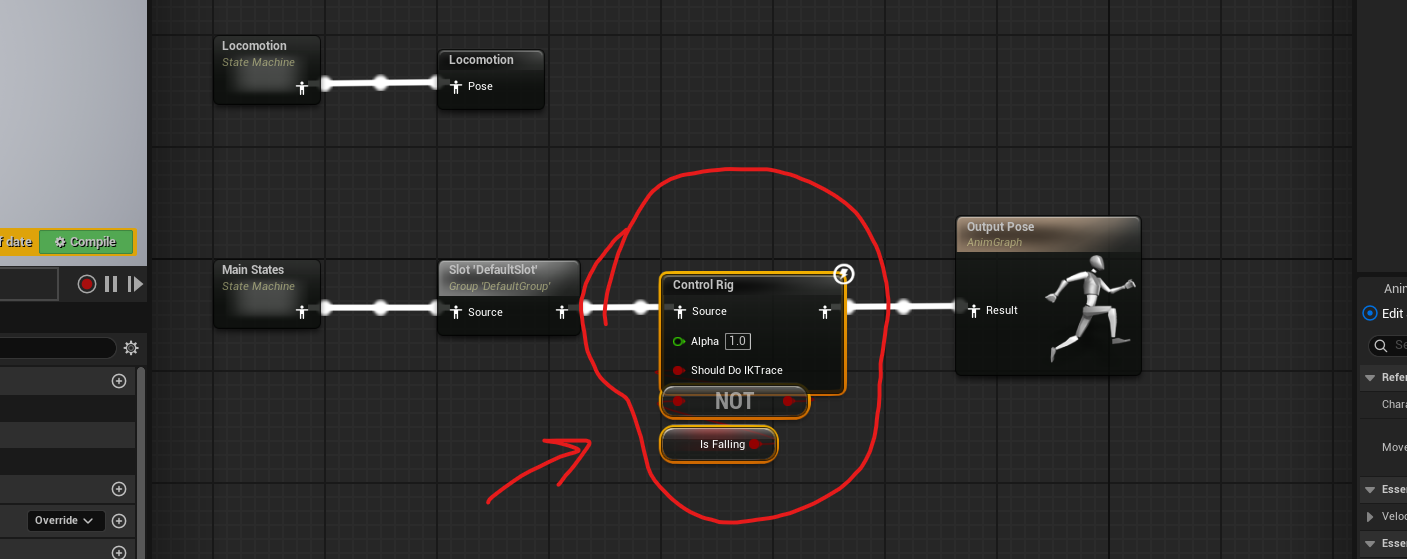 Locomotion
State Machine
Locomotion
Pose
Output Pose
AnimGraph
Result
f date
Compile
Main States
State Machine
Slot 'DefaultSlot'
Group 'DefaultGroup'
Source
Control Rig
Source
Alpha
1.0
Should Do IKTrace
NOT
Is Falling
Override
Anin
Edit
Se
Refer
Chara
Move
Esse
Veloc
Esse